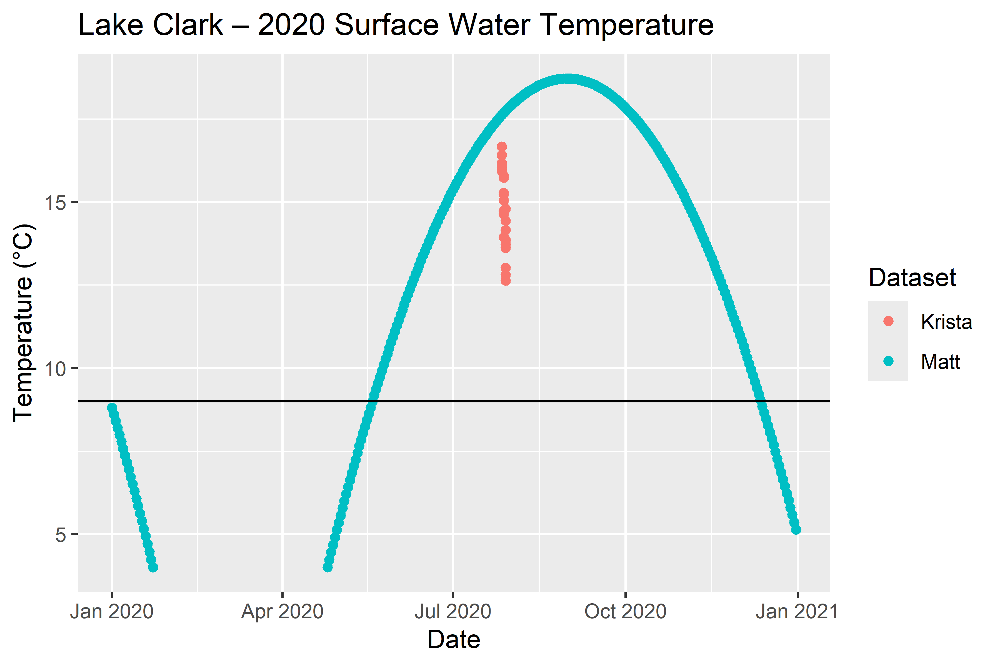 Lake Clark – 2020 Surface Water Temperature
Temperature (°C)
15
10
5
Jan 2020
Apr 2020
Jul 2020
Oct 2020
Jan 2021
Date
Dataset
Krista
Matt